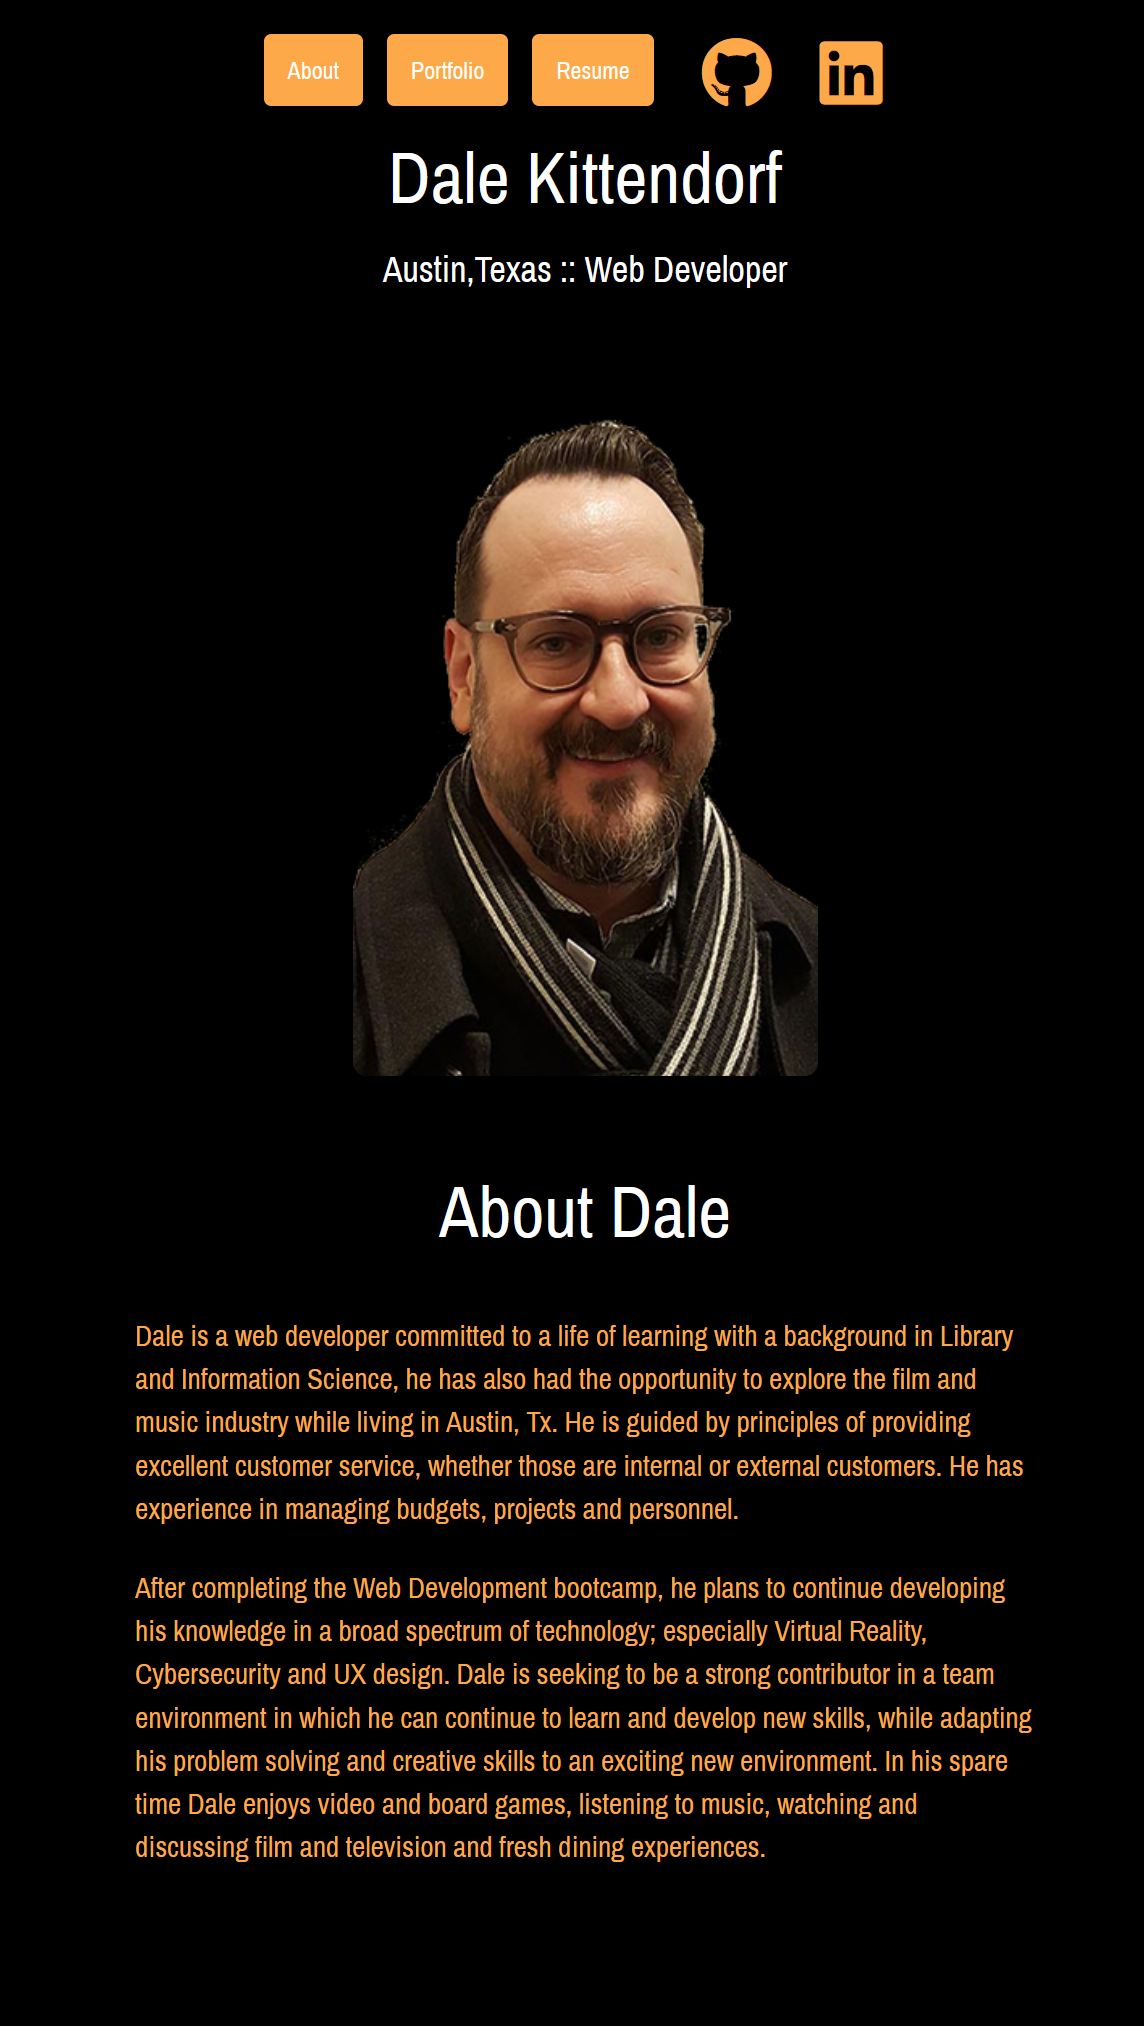 About Portfolio Resume in
Dale Kittendorf
Austin,Texas :: Web Developer
About Dale
Dale is a web developer committed to a life of learning with a background in Library
and Information Science, he has also had the opportunity to explore the film and
music industry while living in Austin, Tx. He is guided by principles of providing
excellent customer service, whether those are internal or external customers. He has
experience in managing budgets, projects and personnel.
After completing the Web Development bootcamp, he plans to continue developing
his knowledge in a broad spectrum of technology; especially Virtual Reality,
Cybersecurity and UX design. Dale is seeking to be a strong contributor in a team
environment in which he can continue to learn and develop new skills, while adapting
his problem solving and creative skills to an exciting new environment. In his spare
time Dale enjoys video and board games, listening to music, watching and
discussing film and television and fresh dining experiences.